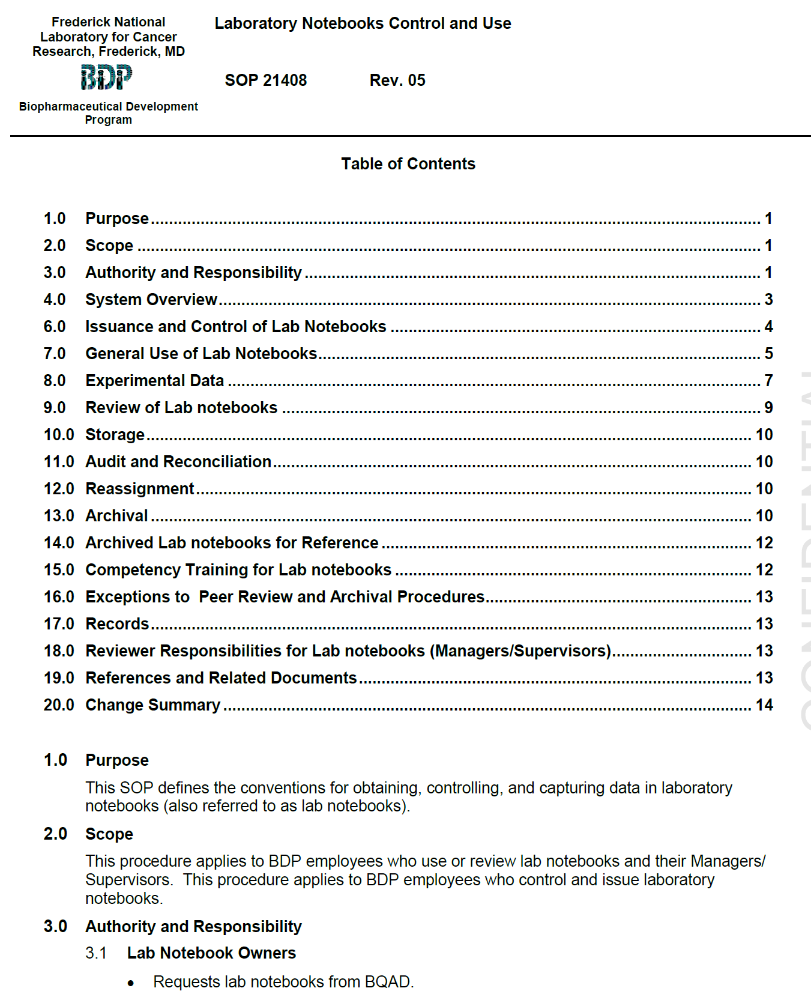 Frederick National
Laboratory for Cancer
Research, Frederick, MD
BDP
Biopharmaceutical Development
Program
Laboratory Notebooks Control and Use
SOP 21408 Rev. 05
Table of Contents
1.0 Purpose 1
2.0 Scope 1
3.0 Authority and Responsibility 1
4.0 System Overview 3
6.0 Issuance and Control of Lab Notebooks 4
7.0 General Use of Lab Notebooks 5
8.0 Experimental Data 7
9.0 Review of Lab notebooks 9
10.0 Storage 10
11.0 Audit and Reconciliation 10
12.0 Reassignment 10
13.0 Archival 10
14.0 Archived Lab notebooks for Reference 12
15.0 Competency Training for Lab notebooks 12
16.0 Exceptions to  Peer Review and Archival Procedures 13
17.0 Records 13
18.0 Reviewer Responsibilities for Lab notebooks (Managers/Supervisors) 13
19.0 References and Related Documents 13
20.0 Change Summary 14
1.0 Purpose
This SOP defines the conventions for obtaining, controlling, and capturing data in laboratory
notebooks (also referred to as lab notebooks).
2.0 Scope
This procedure applies to BDP employees who use or review lab notebooks and their Managers/
Supervisors.  This procedure applies to BDP employees who control and issue laboratory
notebooks.
3.0 Authority and Responsibility
3.1 Lab Notebook Owners
• Requests lab notebooks from BQAD.